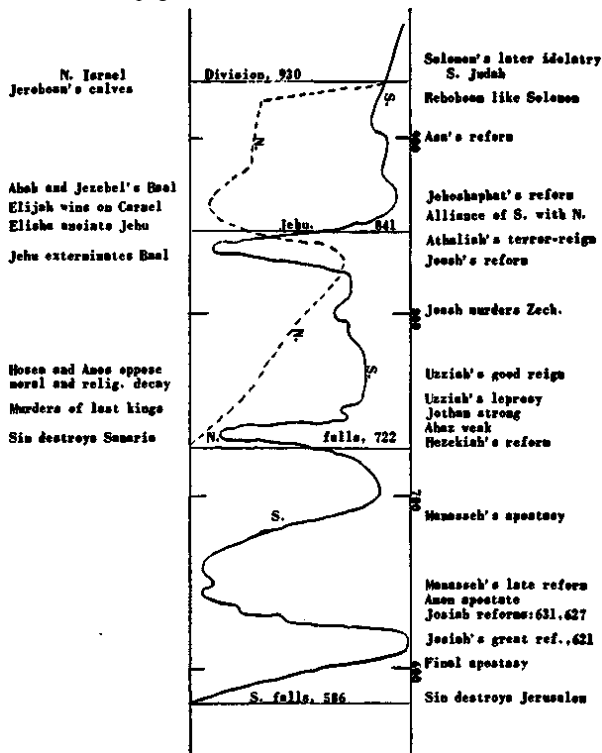 Solomon's later idolatry
N. Israel
Division, 930
S. Judah
Jeroboam's calves
Rehoboam like Solomon
S.
900
Asa's reform
N.
Ahab and Jezebel's Baal
Jehoshaphat's reform
Elijah wins on Carmel
Alliance of S. with N.
Elisha anoints Jehu
Jehu. 841
Athaliah's terror-reign
Jehu exterminates Baal
Joash's reform
800
Joash murders Zech.
N.
Hosea and Amos oppose
moral and relig. decay
S.
Uzziah's good reign
Uzziah's leprosy
Murders of last kings
Jotham strong
Ahaz weak
Sin destroys Samaria
N. falls, 722
Hezekiah's reform
700
S.
Manasseh's apostasy
Manasseh's late reform
Amon apostate
Josiah reforms:631,627
Josiah's great ref.,621
Final apostasy
600
S. falls, 586
Sin destroys Jerusalem